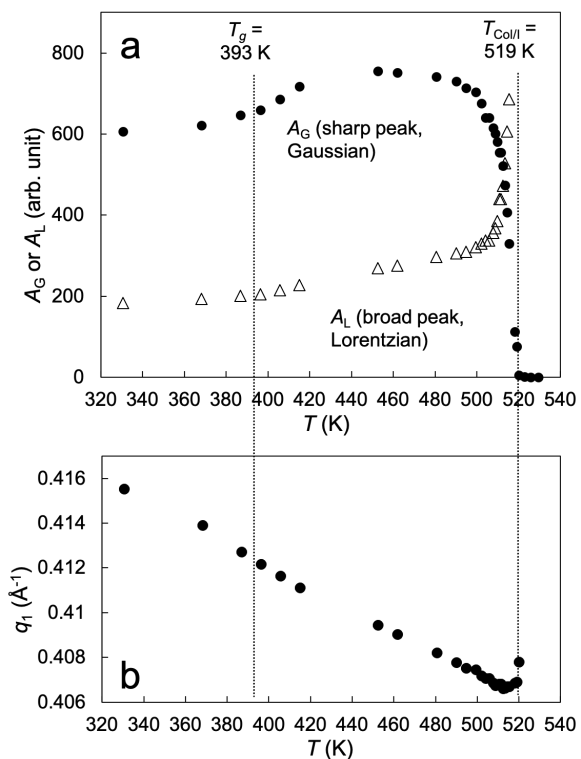 a
T_g =
393 K
T_Col/I =
519 K
800
600
400
200
0
A_G or A_L (arb. unit)
A_G (sharp peak,
Gaussian)
A_L (broad peak,
Lorentzian)
320 340 360 380 400 420 440 460 480 500 520 540
T (K)
0.416
0.414
0.412
0.41
0.408
0.406
q_1 (Å^-1)
b
320 340 360 380 400 420 440 460 480 500 520 540
T (K)